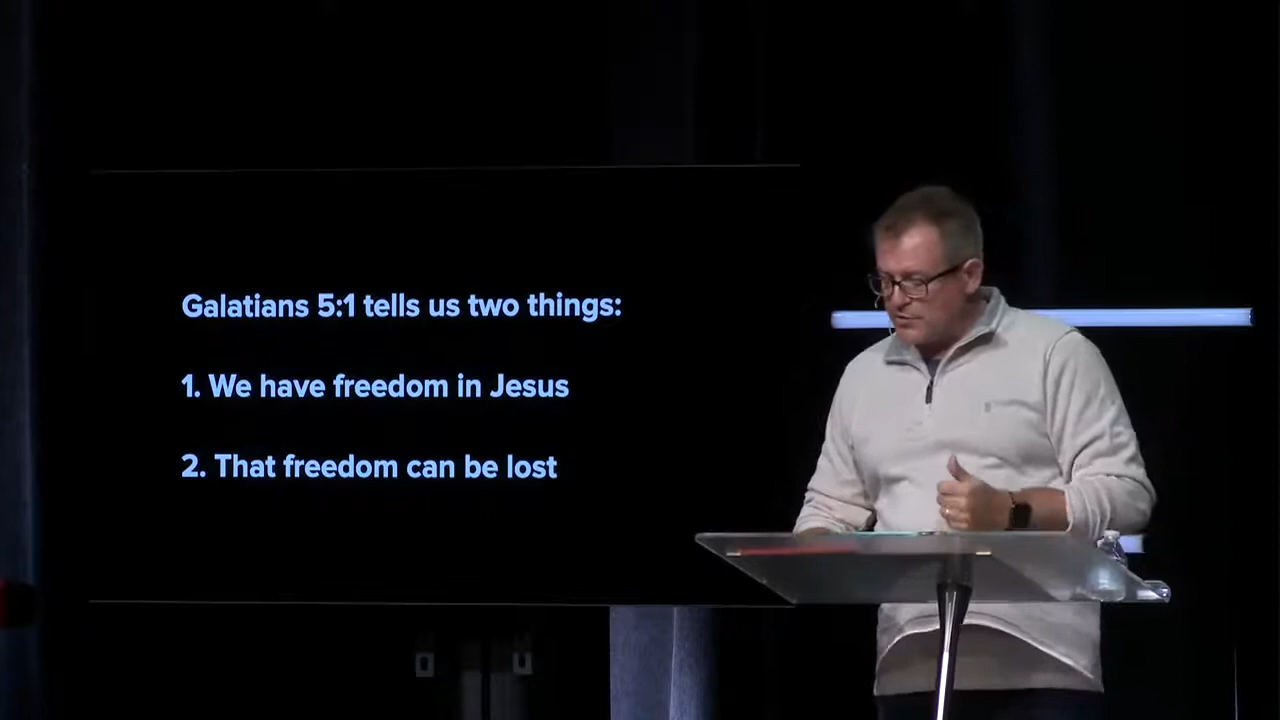 Galatians 5:1 tells us two things:
1. We have freedom in Jesus
2. That freedom can be lost